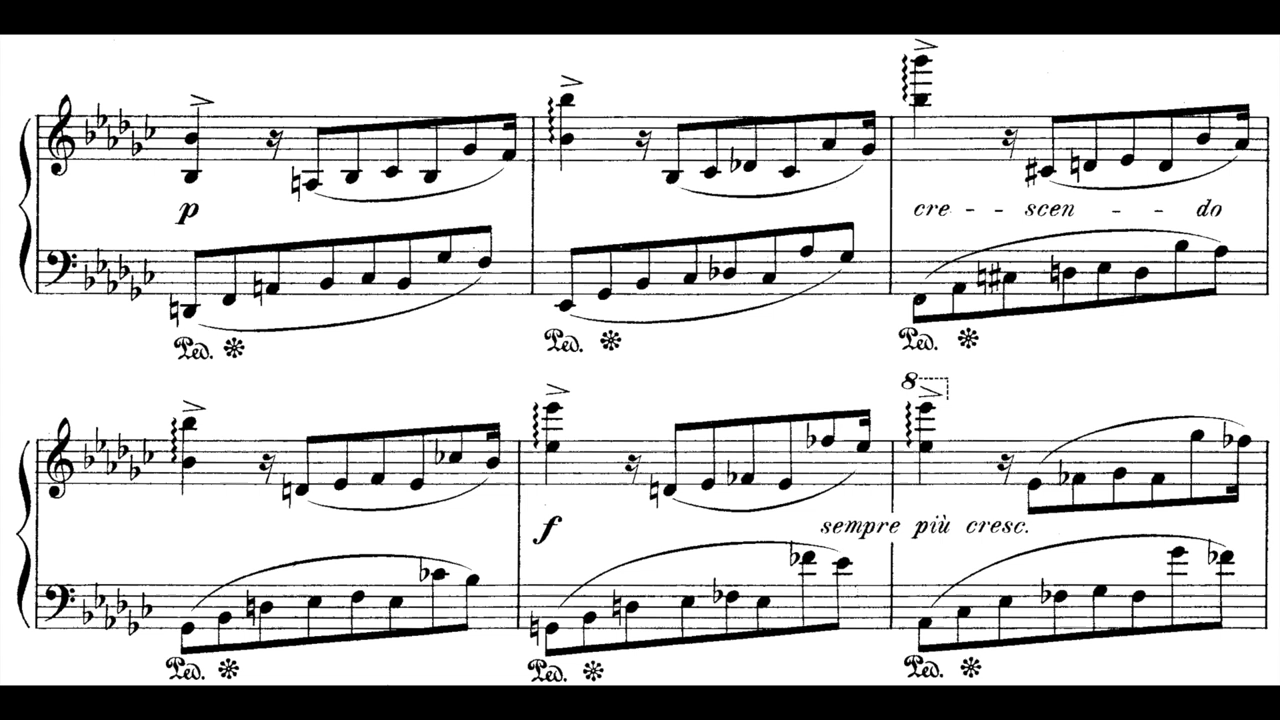 p
cre - - scen - - do
Ped. Ped. Ped.
8
f sempre più cresc.
Ped. Ped. Ped.